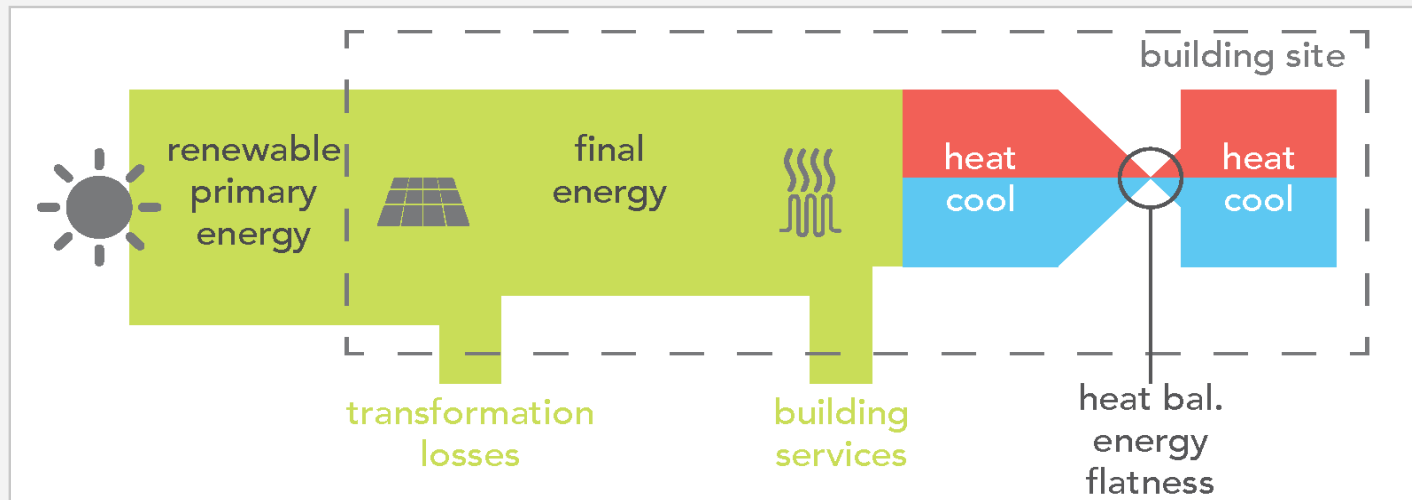 building site
renewable
primary
energy
final
energy
heat
cool
heat
cool
transformation
losses
building
services
heat bal.
energy
flatness